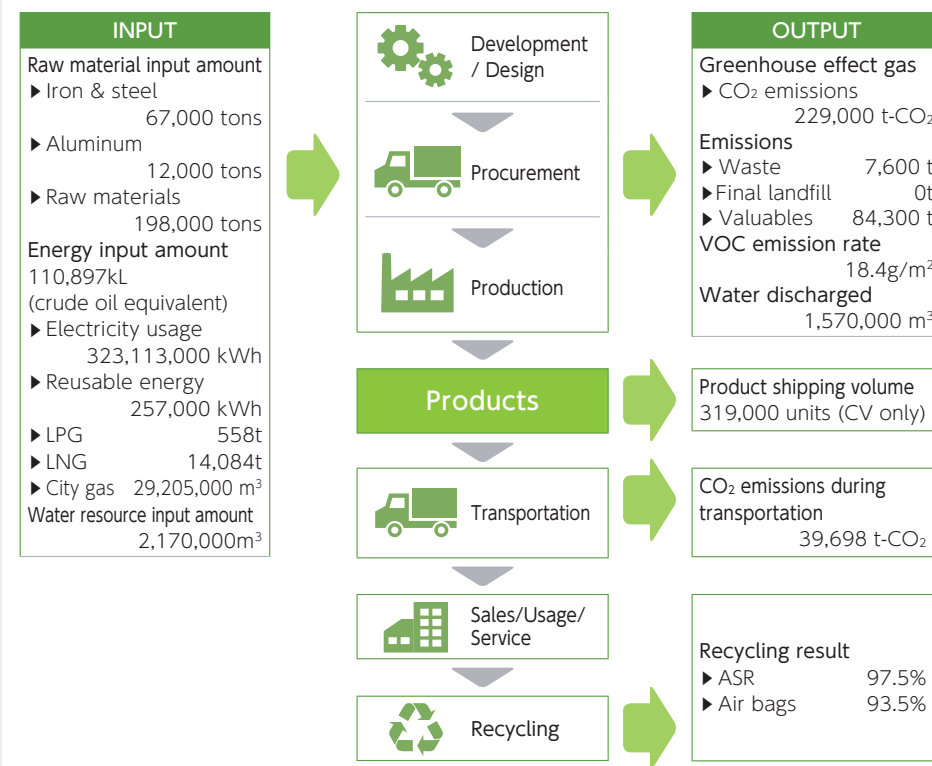 INPUT
Raw material input amount
▶ Iron & steel
67,000 tons
▶ Aluminum
12,000 tons
▶ Raw materials
198,000 tons
Energy input amount
110,897kL
(crude oil equivalent)
▶ Electricity usage
323,113,000 kWh
▶ Reusable energy
257,000 kWh
▶ LPG 558t
▶ LNG 14,084t
▶ City gas 29,205,000 m³
Water resource input amount
2,170,000m³
Development
/ Design
Procurement
Production
Products
Transportation
Sales/Usage/
Service
Recycling
OUTPUT
Greenhouse effect gas
▶ CO₂ emissions
229,000 t-CO₂
Emissions
▶ Waste 7,600 t
▶Final landfill 0t
▶ Valuables 84,300 t
VOC emission rate
18.4g/m²
Water discharged
1,570,000 m³
Product shipping volume
319,000 units (CV only)
CO₂ emissions during
transportation
39,698 t-CO₂
Recycling result
▶ ASR 97.5%
▶ Air bags 93.5%